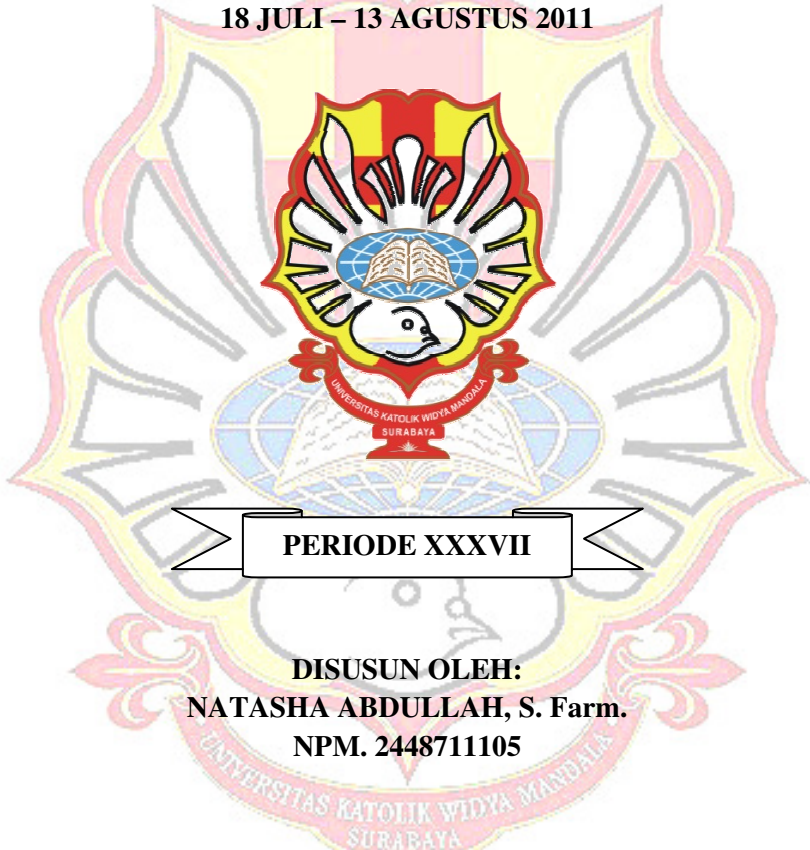 18 JULI – 13 AGUSTUS 2011
UNIVERSITAS KATOLIK WIDYA MANDALA
SURABAYA
PERIODE XXXVII
DISUSUN OLEH:
NATASHA ABDULLAH, S. Farm.
NPM. 2448711105
UNIVERSITAS KATOLIK WIDYA MANDALA
SURABAYA